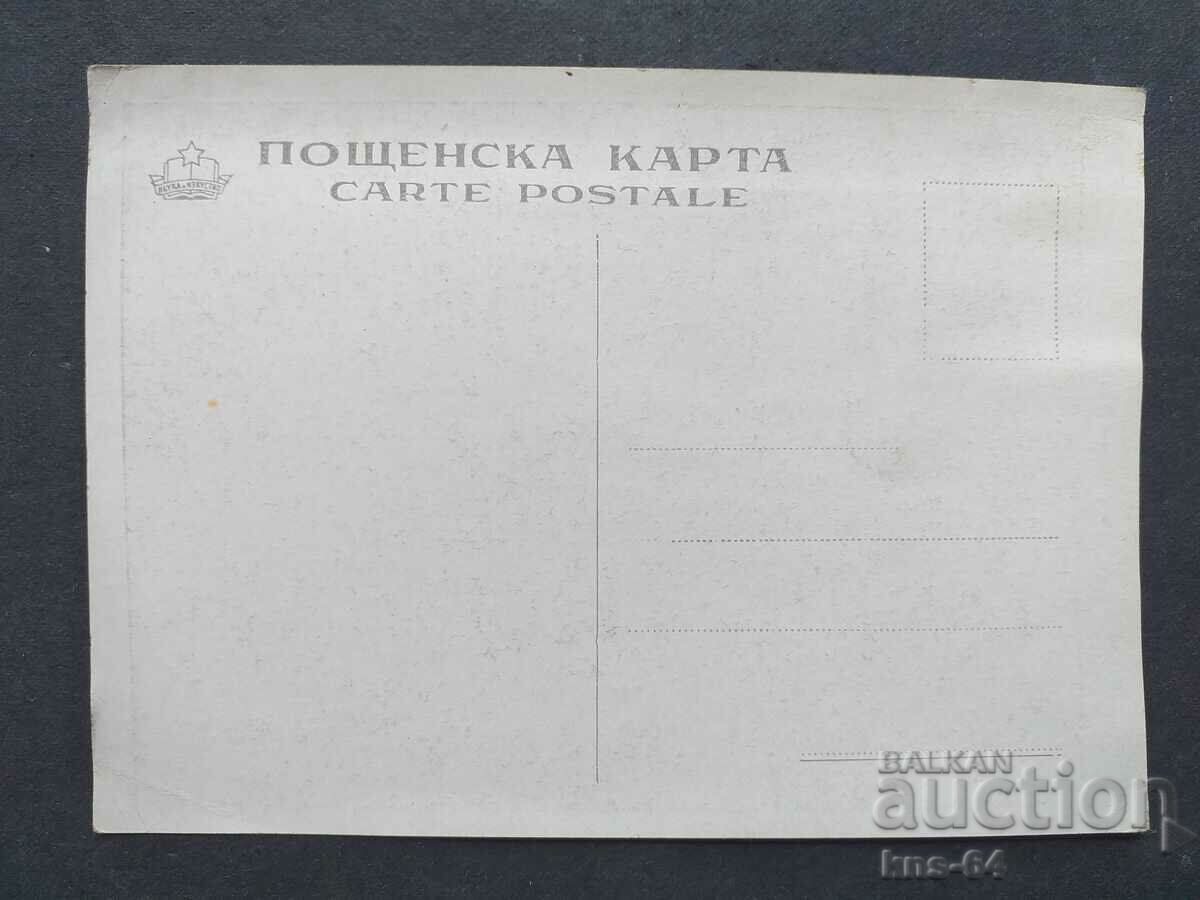 ПОЩЕНСКА КАРТА
CARTE POSTALE
НАУКА И ИЗКУСТВО
BALKAN
auction
kns-64